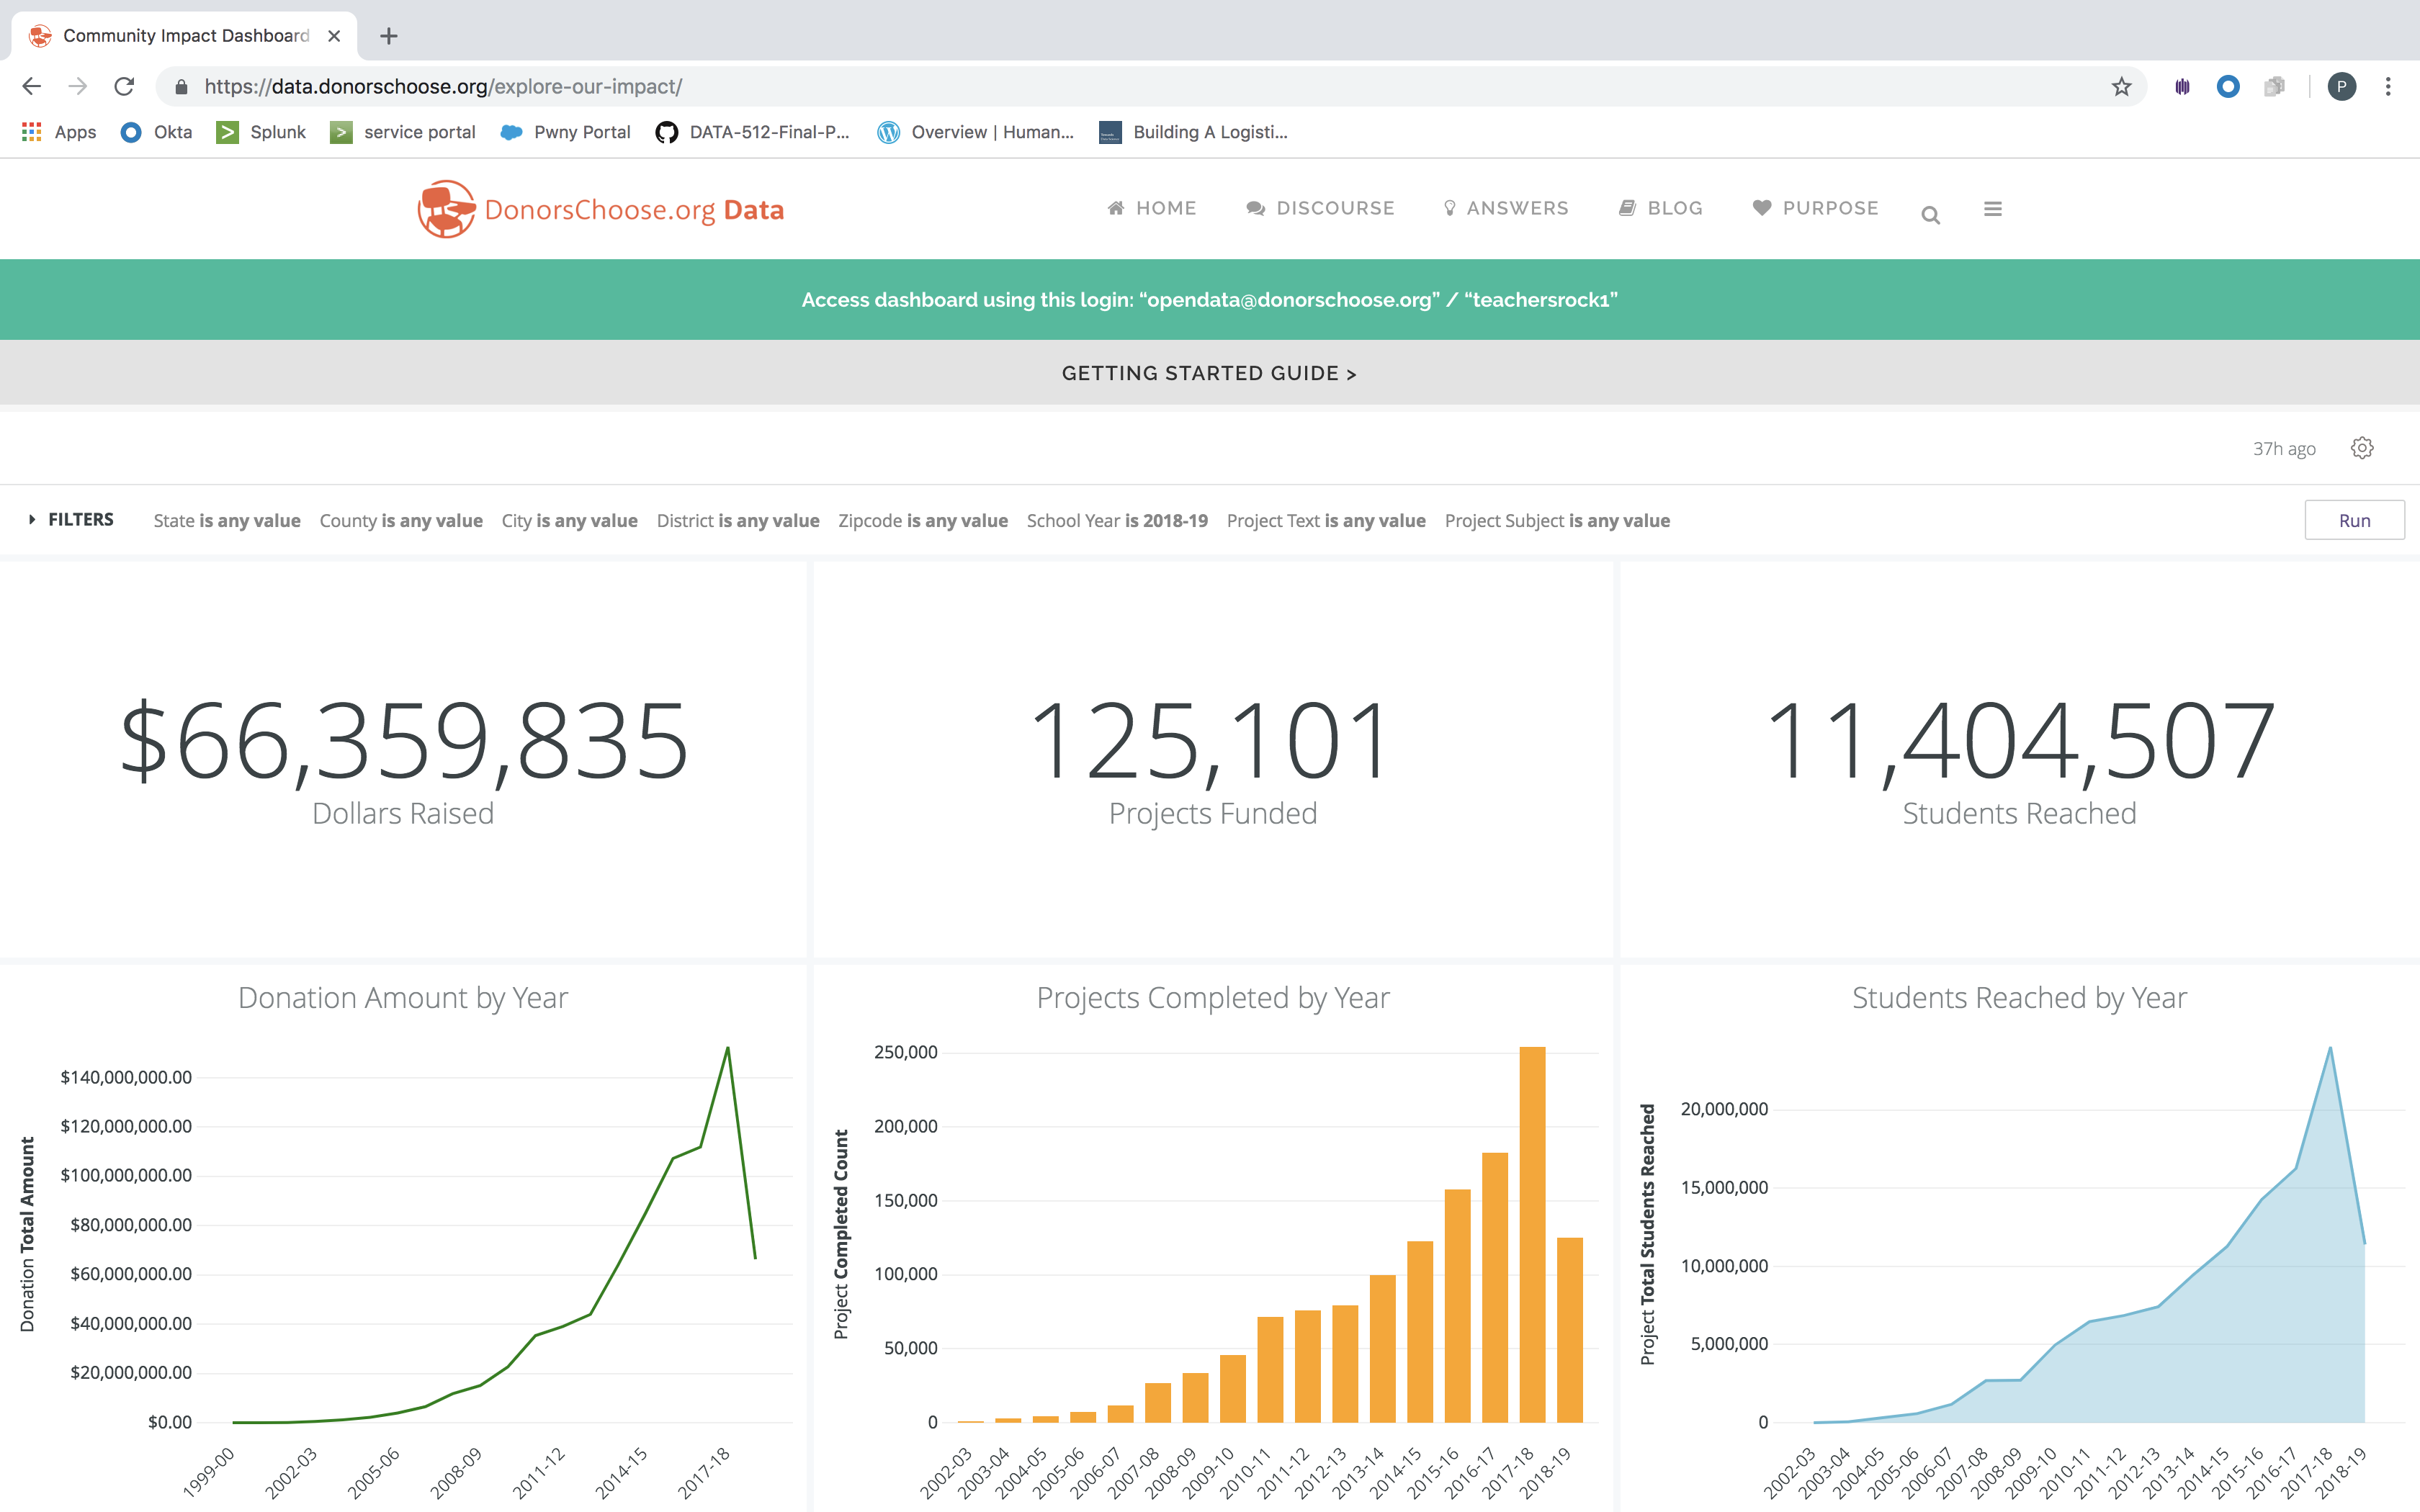 Community Impact Dashboard
https://data.donorschoose.org/explore-our-impact/
P
Apps
Okta
Splunk
service portal
Pwny Portal
DATA-512-Final-P...
Overview | Human...
Building A Logisti...
DonorsChoose.org Data
HOME
DISCOURSE
ANSWERS
BLOG
PURPOSE
Access dashboard using this login: “opendata@donorschoose.org” / “teachersrock1”
GETTING STARTED GUIDE >
37h ago
FILTERS
State is any value
County is any value
City is any value
District is any value
Zipcode is any value
School Year is 2018-19
Project Text is any value
Project Subject is any value
Run
$66,359,835
Dollars Raised
125,101
Projects Funded
11,404,507
Students Reached
Donation Amount by Year
Donation Total Amount
$140,000,000.00
$120,000,000.00
$100,000,000.00
$80,000,000.00
$60,000,000.00
$40,000,000.00
$20,000,000.00
$0.00
1999-00
2002-03
2005-06
2008-09
2011-12
2014-15
2017-18
Projects Completed by Year
Project Completed Count
250,000
200,000
150,000
100,000
50,000
0
2002-03
2003-04
2004-05
2005-06
2006-07
2007-08
2008-09
2009-10
2010-11
2011-12
2012-13
2013-14
2014-15
2015-16
2016-17
2017-18
2018-19
Students Reached by Year
Project Total Students Reached
20,000,000
15,000,000
10,000,000
5,000,000
0
2002-03
2003-04
2004-05
2005-06
2006-07
2007-08
2008-09
2009-10
2010-11
2011-12
2012-13
2013-14
2014-15
2015-16
2016-17
2017-18
2018-19